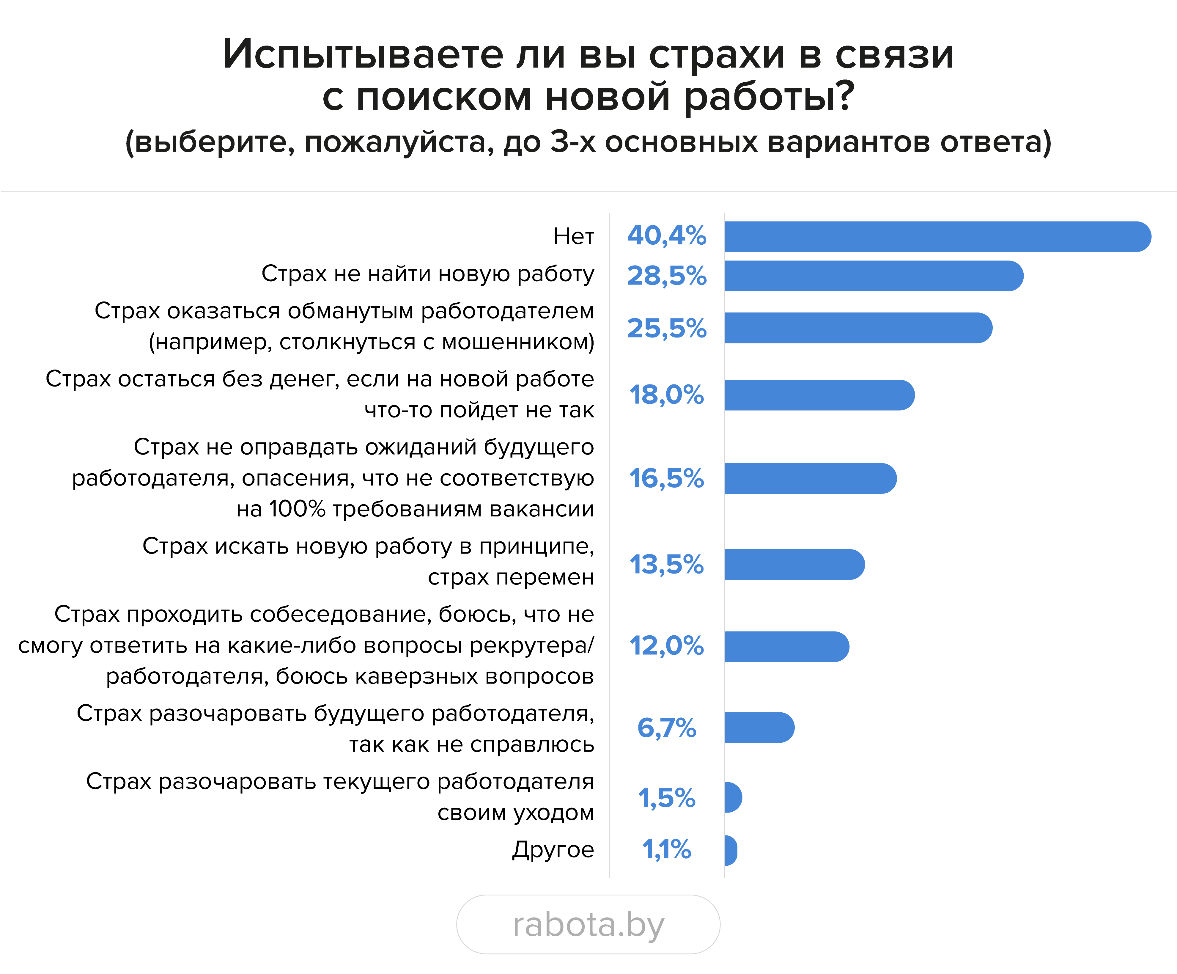 Испытываете ли вы страхи в связи
с поиском новой работы?
(выберите, пожалуйста, до 3-х основных вариантов ответа)
Нет 40,4%
Страх не найти новую работу 28,5%
Страх оказаться обманутым работодателем
(например, столкнуться с мошенником) 25,5%
Страх остаться без денег, если на новой работе
что-то пойдет не так 18,0%
Страх не оправдать ожиданий будущего
работодателя, опасения, что не соответствую 16,5%
на 100% требованиям вакансии
Страх искать новую работу в принципе,
страх перемен 13,5%
Страх проходить собеседование, боюсь, что не
смогу ответить на какие-либо вопросы рекрутера/ 12,0%
работодателя, боюсь каверзных вопросов
Страх разочаровать будущего работодателя,
так как не справлюсь 6,7%
Страх разочаровать текущего работодателя
своим уходом 1,5%
Другое 1,1%
rabota.by